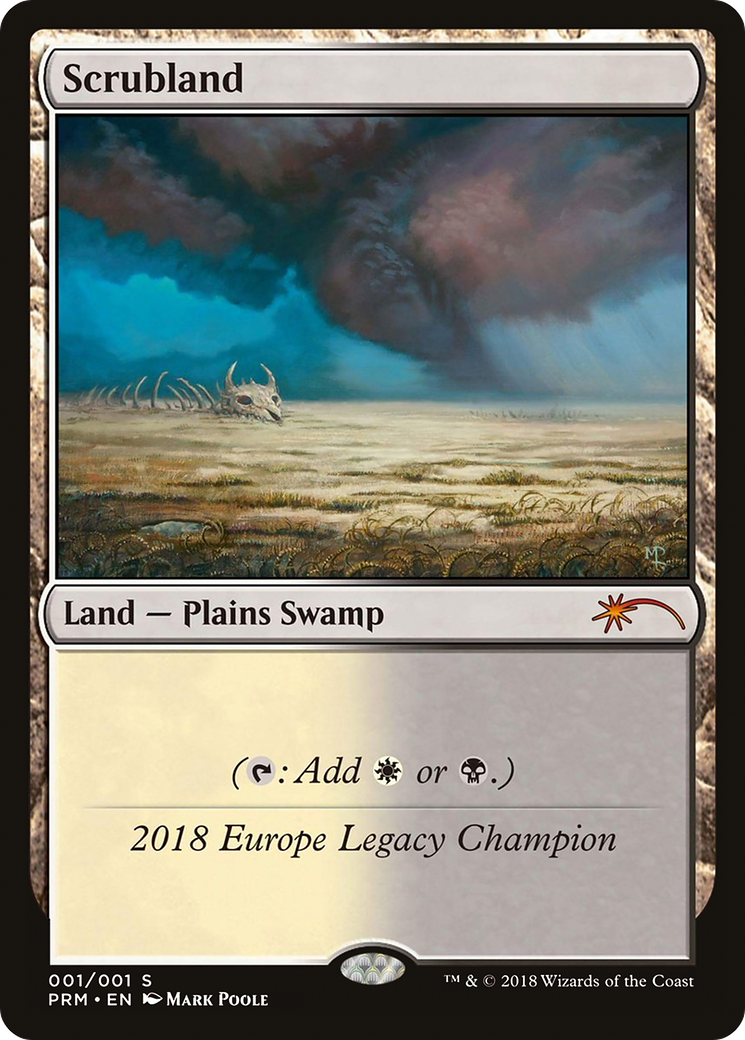 Scrubland
MP
Land — Plains Swamp
(: Add or .)
2018 Europe Legacy Champion
001/001 S
PRM • EN Mark Poole
™ & © 2018 Wizards of the Coast